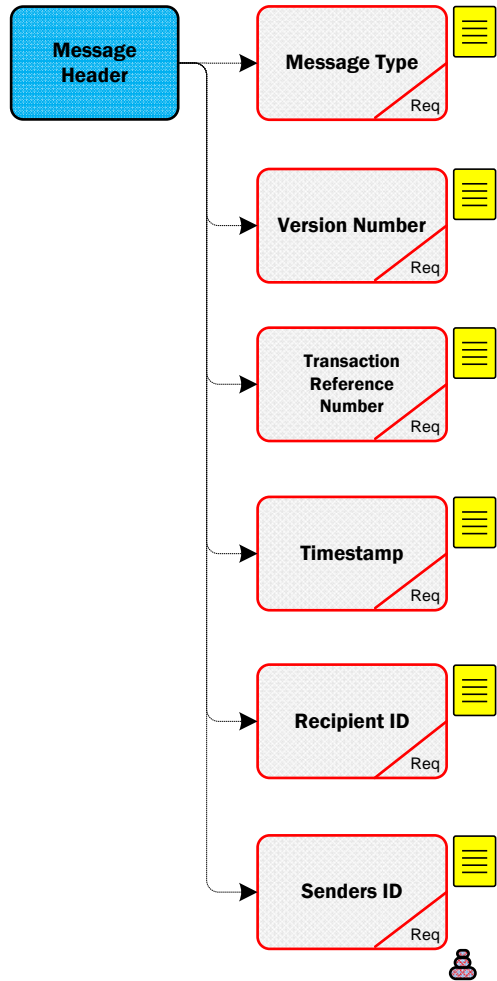 Message
Header
Message Type
Req
Version Number
Req
Transaction
Reference
Number
Req
Timestamp
Req
Recipient ID
Req
Senders ID
Req